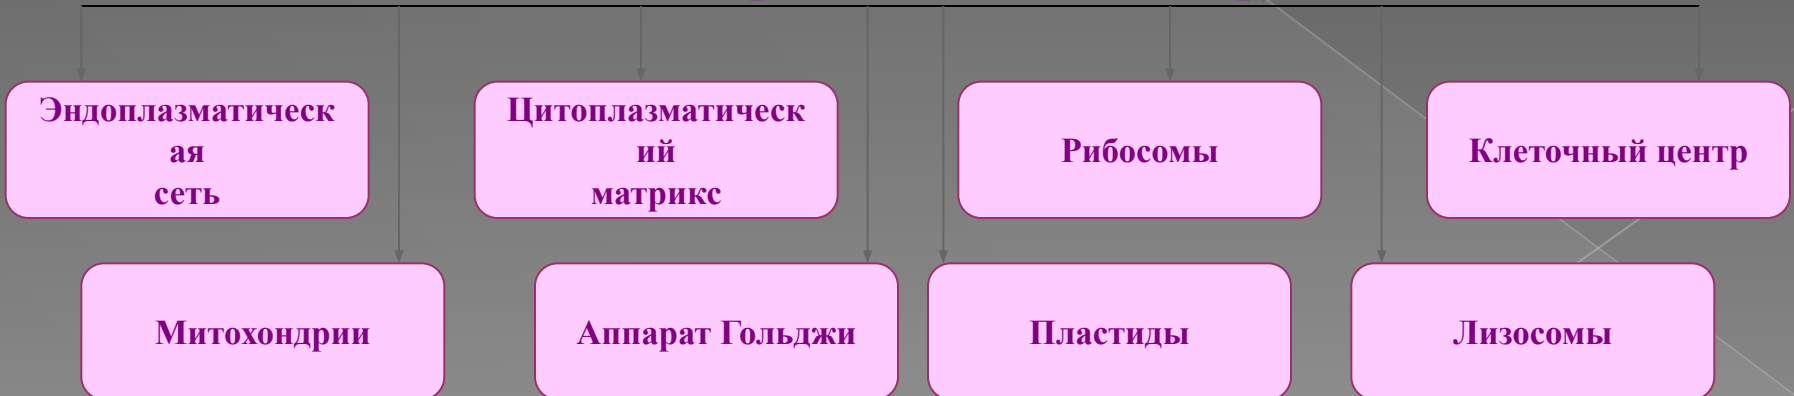 Эндоплазматическ
ая
сеть
Цитоплазматическ
ий
матрикс
Рибосомы
Клеточный центр
Митохондрии
Аппарат Гольджи
Пластиды
Лизосомы